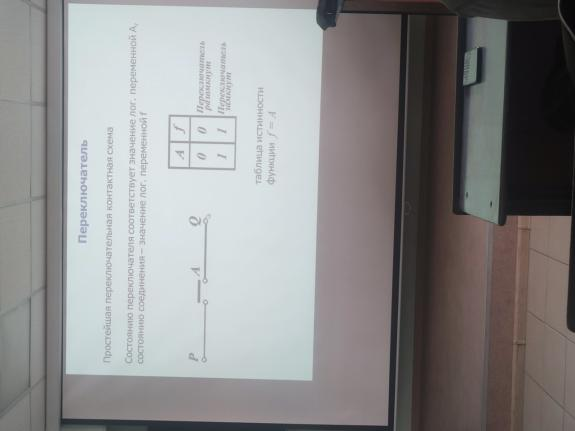 Переключатель
Простейшая переключательная контактная схема
Состоянию переключателя соответствует значение лог. переменной A,
состоянию соединения – значение лог. переменной f
P A Q
A f
0 0 Переключатель разомкнут
1 1 Переключатель замкнут
таблица истинности
функции f = A